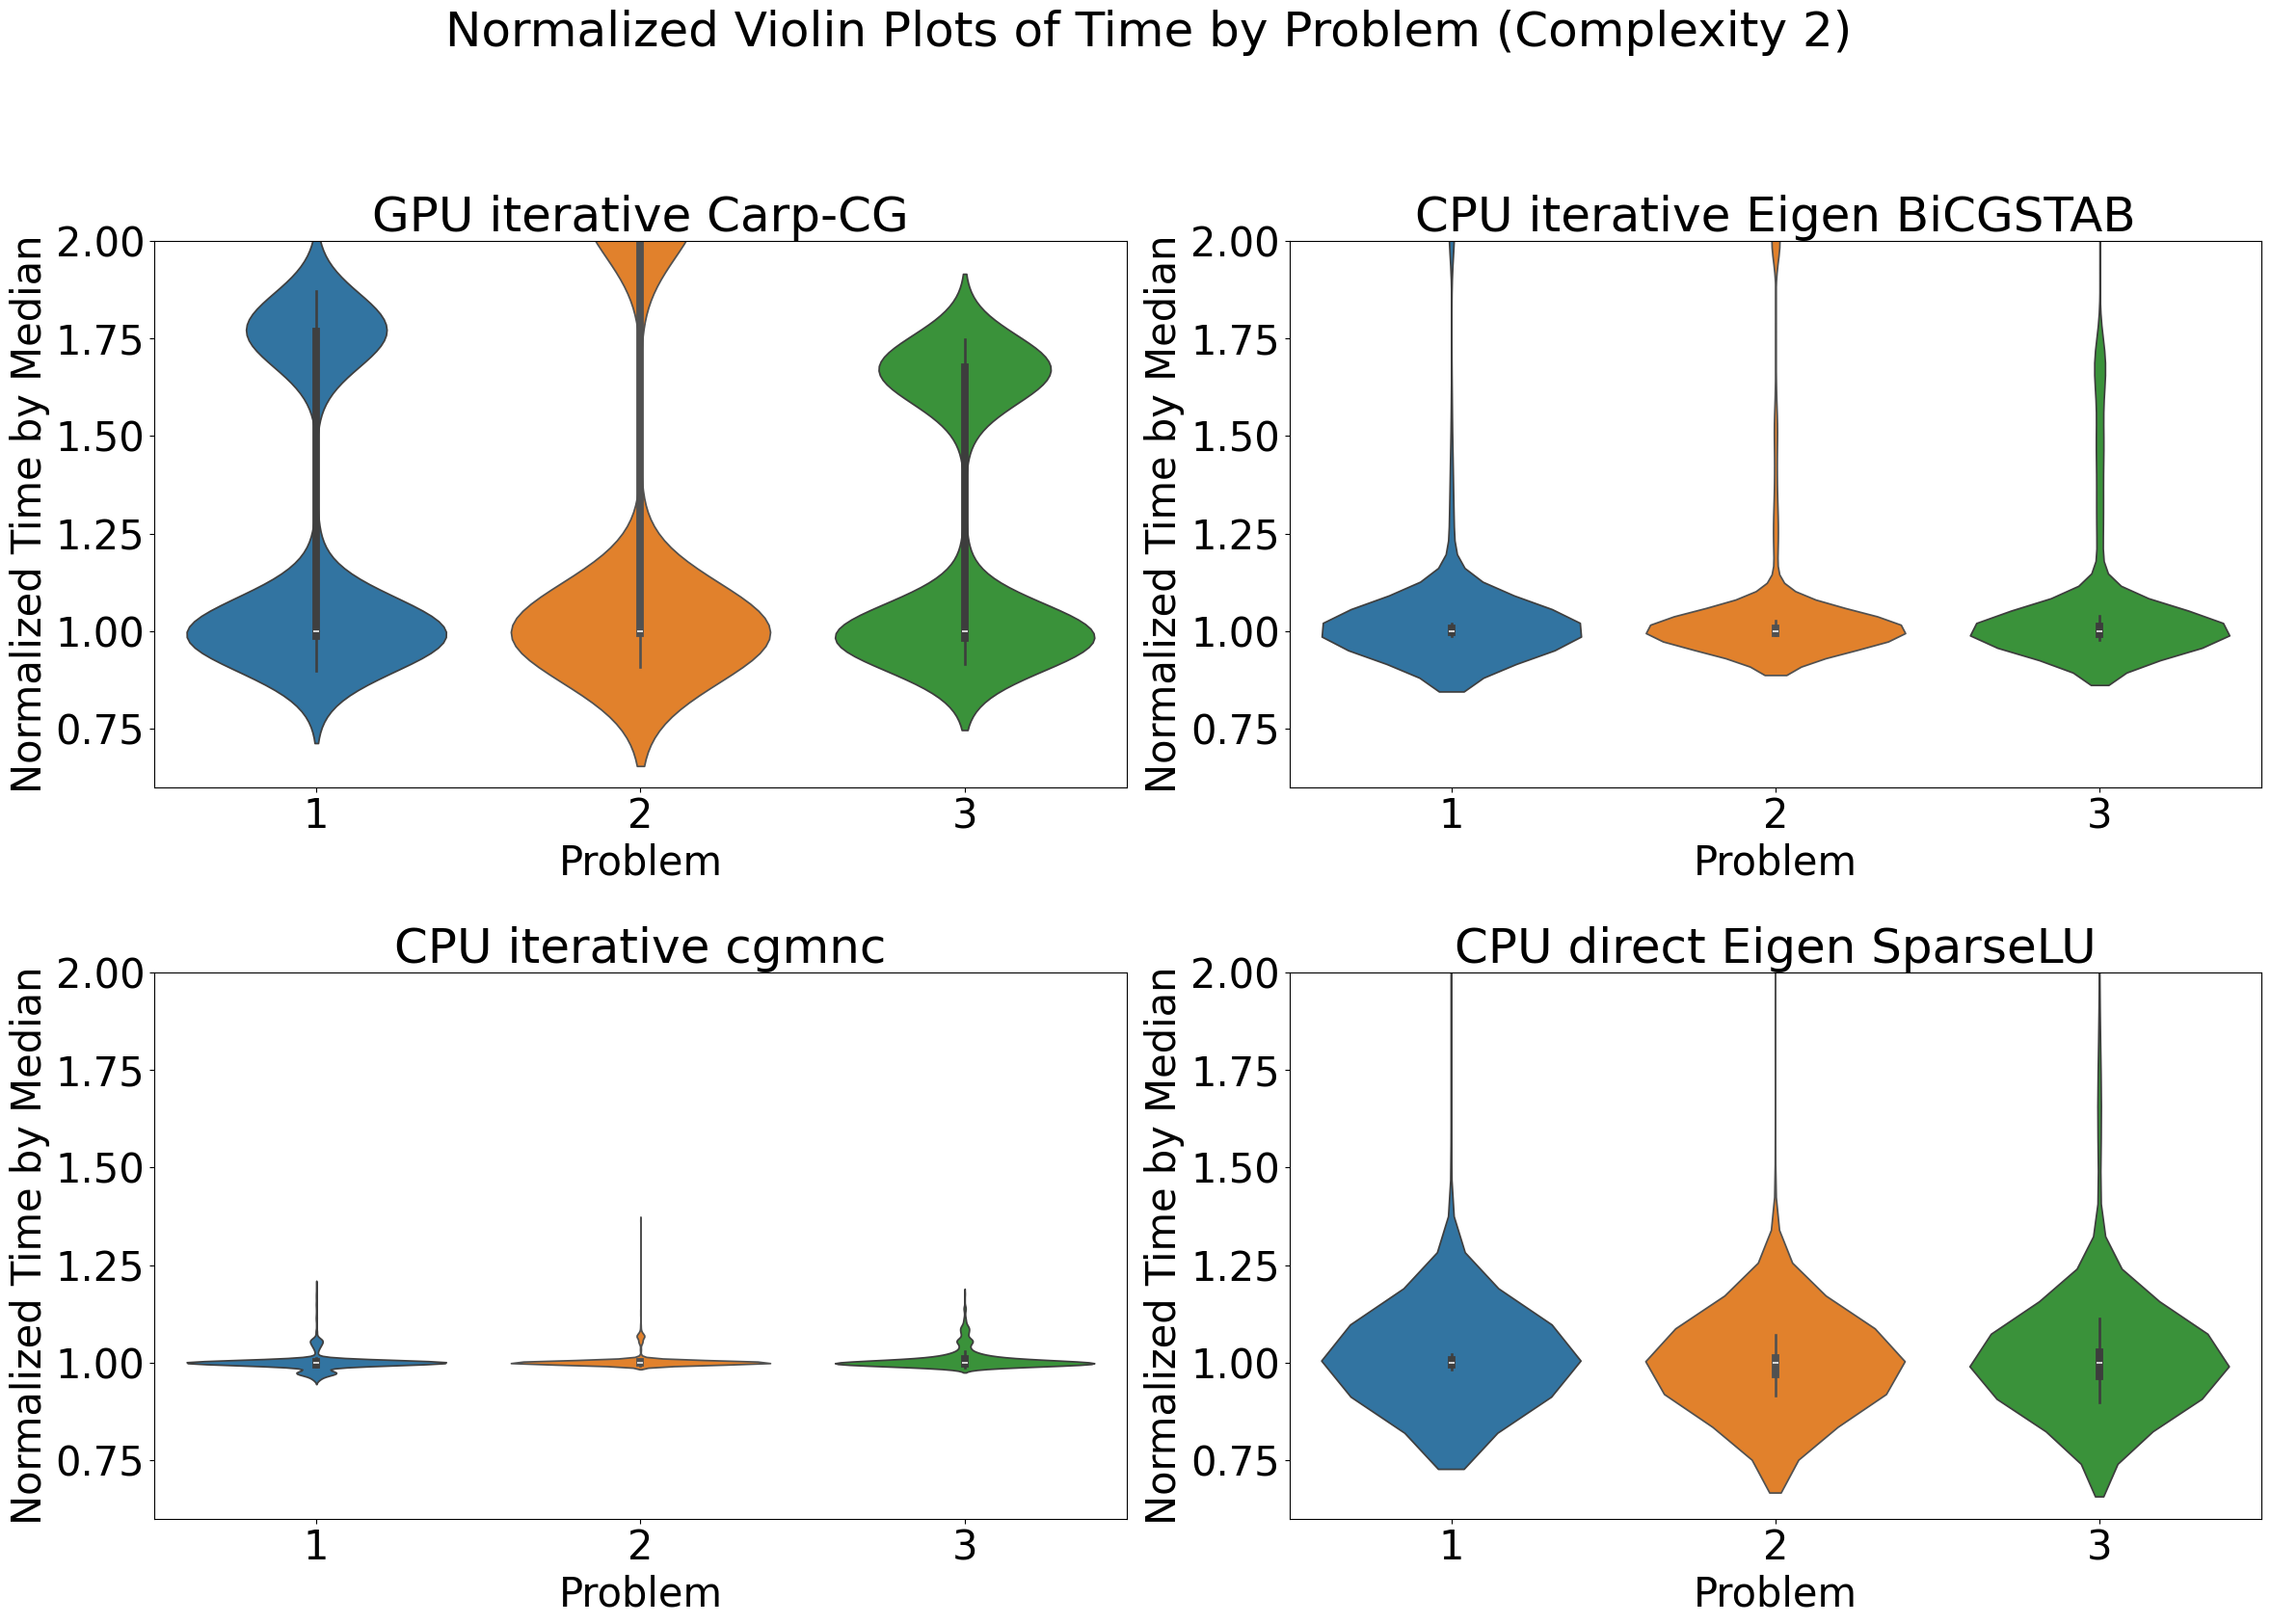 Normalized Violin Plots of Time by Problem (Complexity 2)
GPU iterative Carp-CG
Normalized Time by Median
2.00
1.75
1.50
1.25
1.00
0.75
1 2 3
Problem
CPU iterative Eigen BiCGSTAB
Normalized Time by Median
2.00
1.75
1.50
1.25
1.00
0.75
1 2 3
Problem
CPU iterative cgmnc
Normalized Time by Median
2.00
1.75
1.50
1.25
1.00
0.75
1 2 3
Problem
CPU direct Eigen SparseLU
Normalized Time by Median
2.00
1.75
1.50
1.25
1.00
0.75
1 2 3
Problem